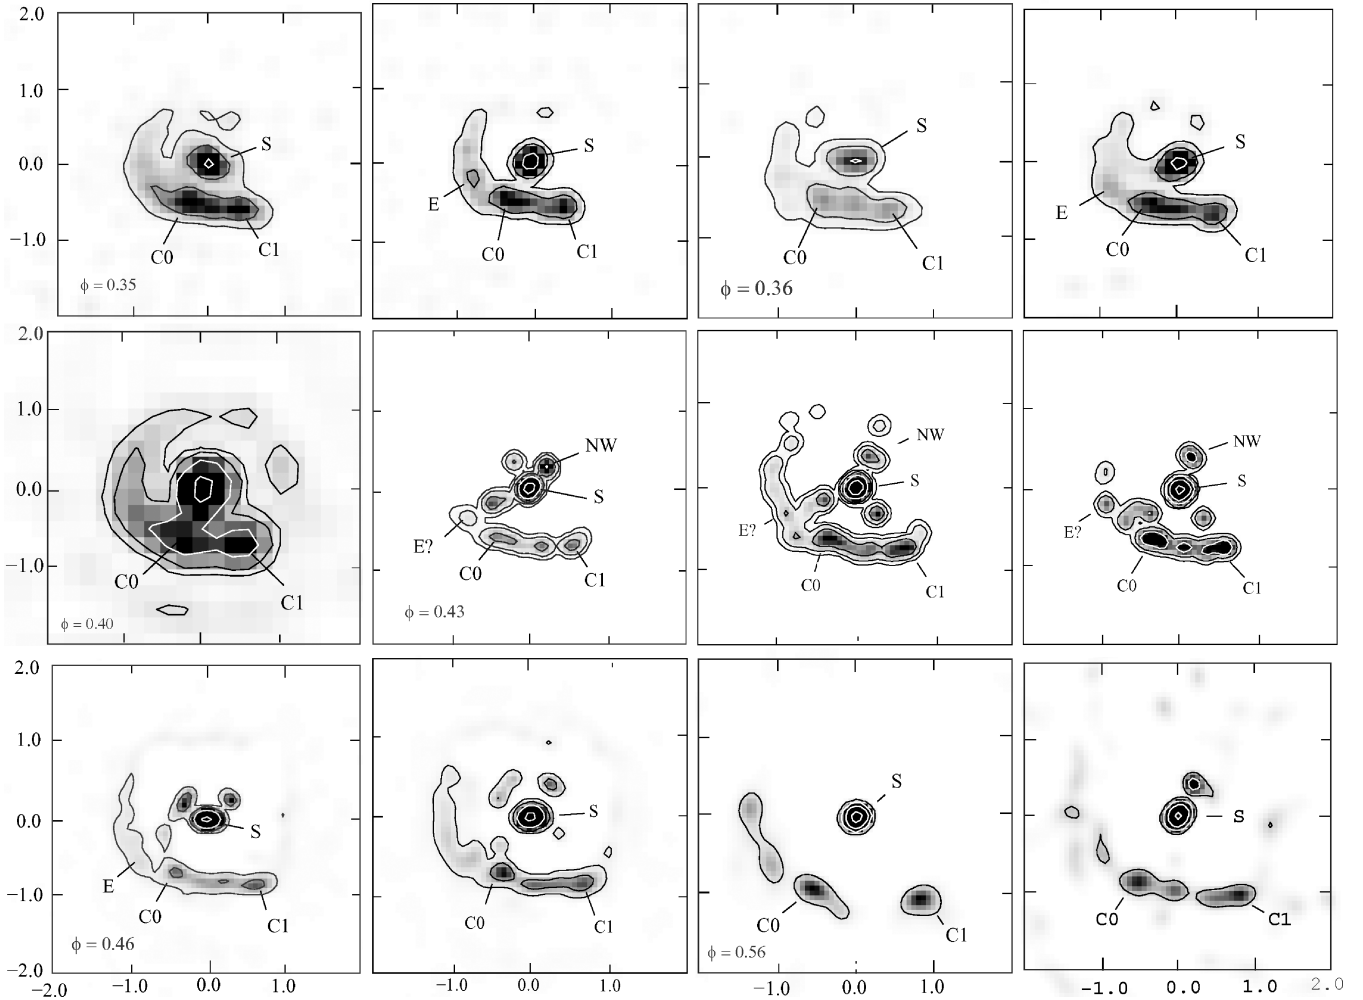 2.0
1.0
0.0
−1.0
S
C0
C1
ϕ = 0.35
S
E
C0
C1
S
C0
C1
ϕ = 0.36
S
E
C0
C1
2.0
1.0
0.0
−1.0
C0
C1
ϕ = 0.40
NW
S
E?
C0
C1
ϕ = 0.43
NW
S
E?
C0
C1
NW
S
E?
C0
C1
2.0
1.0
0.0
−1.0
−2.0
S
E
C0
C1
ϕ = 0.46
S
C0
C1
S
C0
C1
ϕ = 0.56
S
C0
C1
−2.0 −1.0 0.0 1.0
−1.0 0.0 1.0
−1.0 0.0 1.0
−1.0 0.0 1.0 2.0